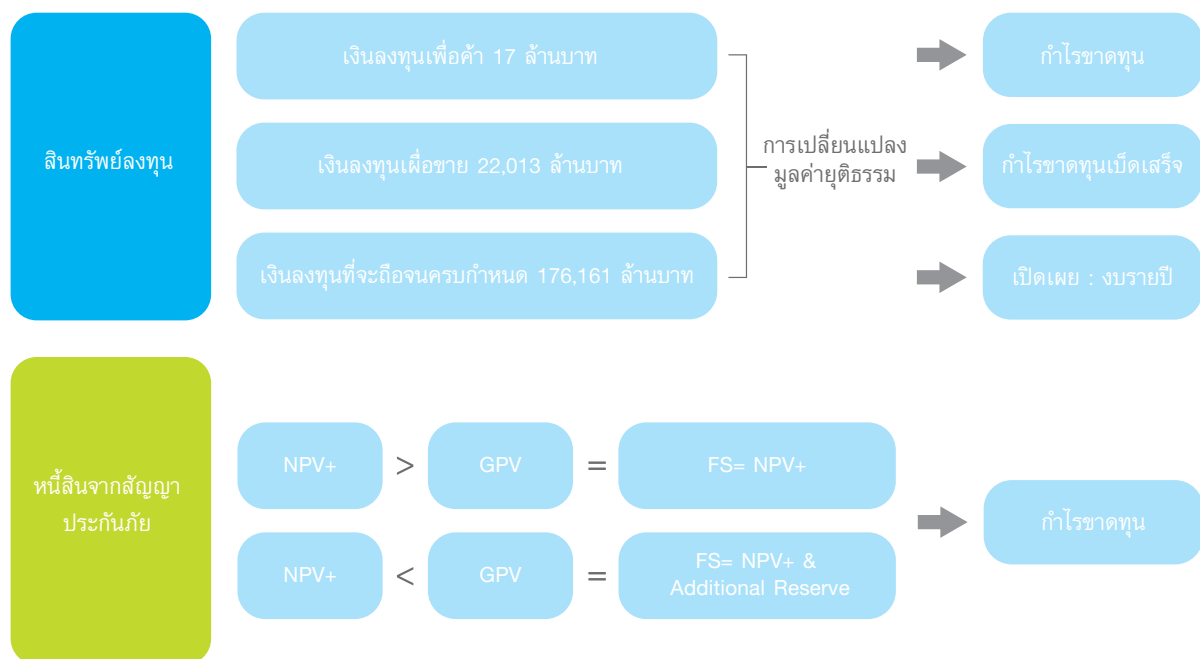 สินทรัพย์ลงทุน
เงินลงทุนเพื่อค้า 17 ล้านบาท
เงินลงทุนเผื่อขาย 22,013 ล้านบาท
เงินลงทุนที่จะถือจนครบกำหนด 176,161 ล้านบาท
การเปลี่ยนแปลง
มูลค่ายุติธรรม
กำไรขาดทุน
กำไรขาดทุนเบ็ดเสร็จ
เปิดเผย : งบรายปี
หนี้สินจากสัญญา
ประกันภัย
NPV+ > GPV = FS= NPV+
NPV+ < GPV = FS= NPV+ &
Additional Reserve
กำไรขาดทุน